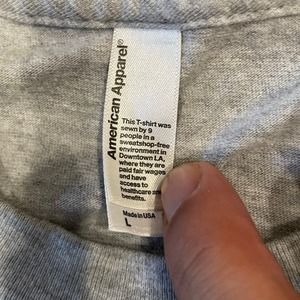 American Apparel®
This T-shirt was
sewn by 9
people in a
sweatshop-free
environment in
Downtown LA,
where they are
paid fair wages
and have
access to
healthcare and
benefits.
Made in USA
L